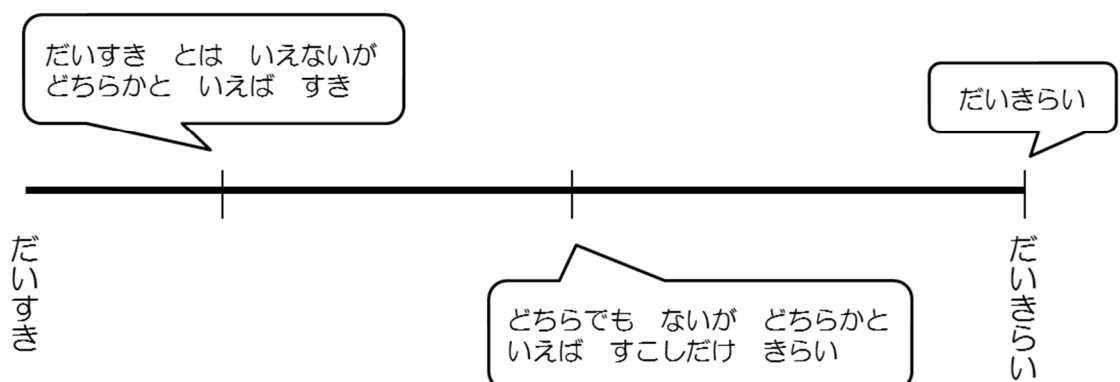 だいすき　とは　いえないが
どちらかと　いえば　すき
だいきらい
だいすき
だいきらい
どちらでも　ないが　どちらかと
いえば　すこしだけ　きらい